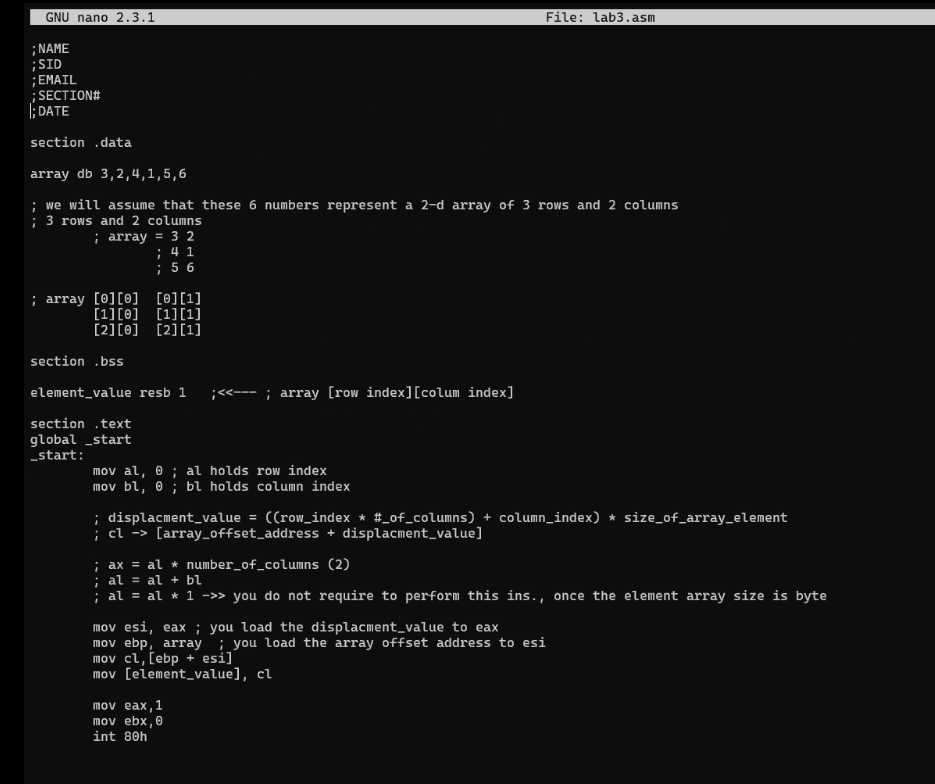 GNU nano 2.3.1 File: lab3.asm
;NAME
;SID
;EMAIL
;SECTION#
;DATE
section .data
array db 3,2,4,1,5,6
; we will assume that these 6 numbers represent a 2-d array of 3 rows and 2 columns
; 3 rows and 2 columns
; array = 3 2
; 4 1
; 5 6
; array [0][0] [0][1]
[1][0] [1][1]
[2][0] [2][1]
section .bss
element_value resb 1 ;<<--- ; array [row index][colum index]
section .text
global _start
_start:
mov al, 0 ; al holds row index
mov bl, 0 ; bl holds column index
; displacment_value = ((row_index * #_of_columns) + column_index) * size_of_array_element
; cl -> [array_offset_address + displacment_value]
; ax = al * number_of_columns (2)
; al = al + bl
; al = al * 1 ->> you do not require to perform this ins., once the element array size is byte
mov esi, eax ; you load the displacment_value to eax
mov ebp, array ; you load the array offset address to esi
mov cl,[ebp + esi]
mov [element_value], cl
mov eax,1
mov ebx,0
int 80h